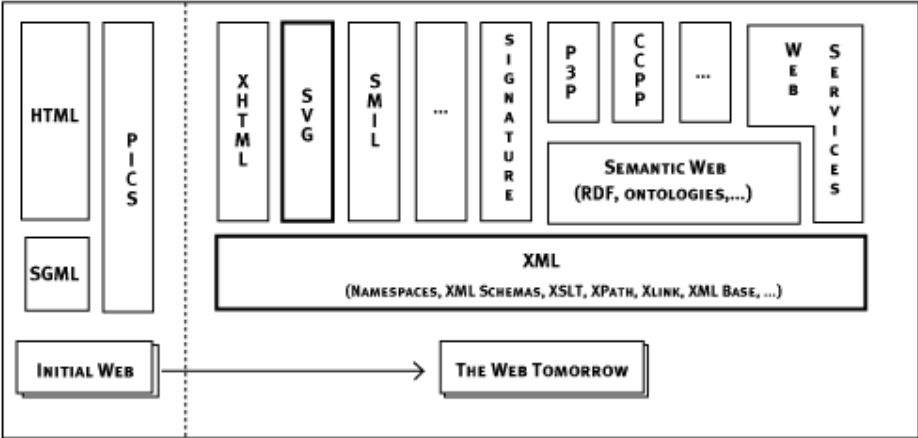 HTML
SGML
PICS
XHTML
SVG
SMIL
...
SIGNATURE
P3P
CCPP
...
WEB
SERVICES
SEMANTIC WEB
(RDF, ONTOLOGIES,...)
XML
(NAMESPACES, XML SCHEMAS, XSLT, XPATH, XLINK, XML BASE, ...)
INITIAL WEB
THE WEB TOMORROW